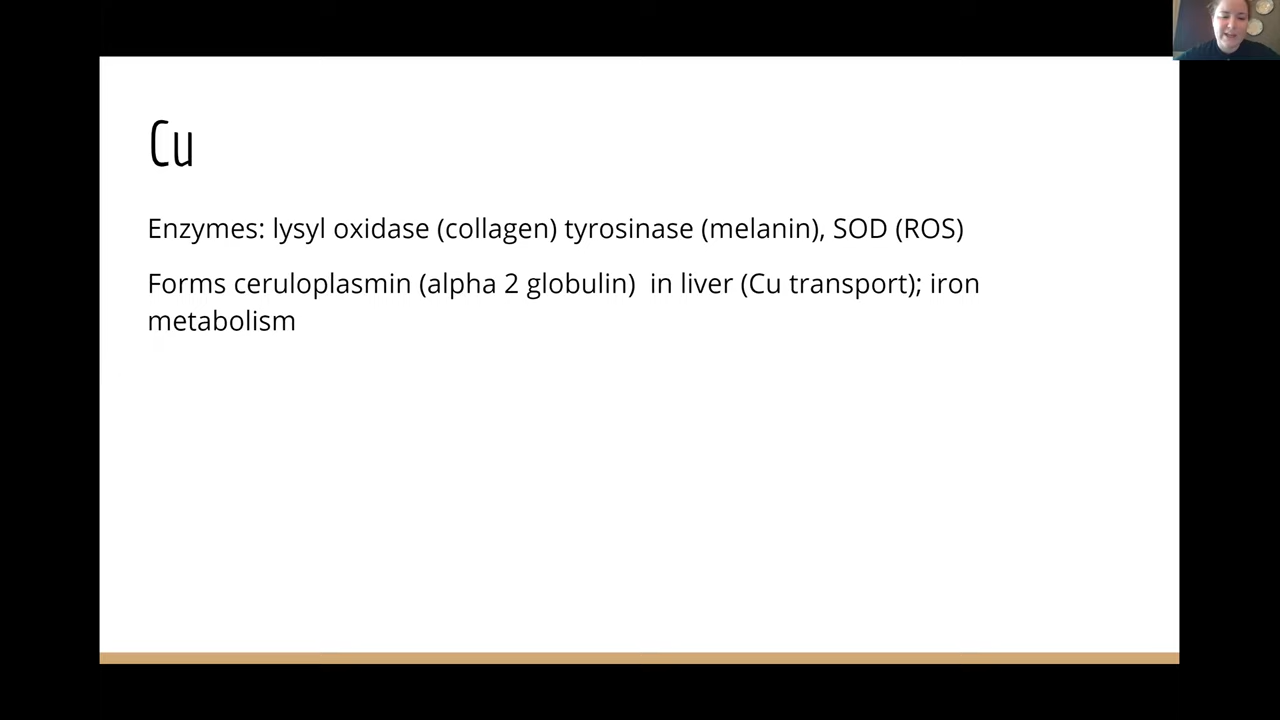 Cu
Enzymes: lysyl oxidase (collagen) tyrosinase (melanin), SOD (ROS)
Forms ceruloplasmin (alpha 2 globulin)  in liver (Cu transport); iron
metabolism